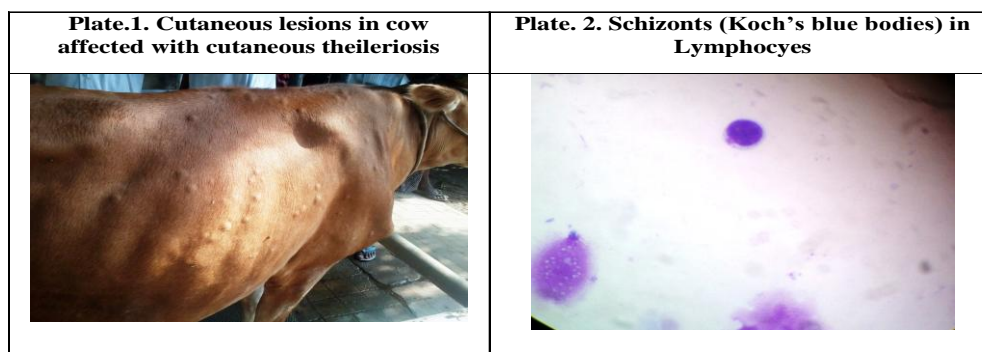 Plate.1. Cutaneous lesions in cow
affected with cutaneous theileriosis
Plate. 2. Schizonts (Koch’s blue bodies) in
Lymphocyes